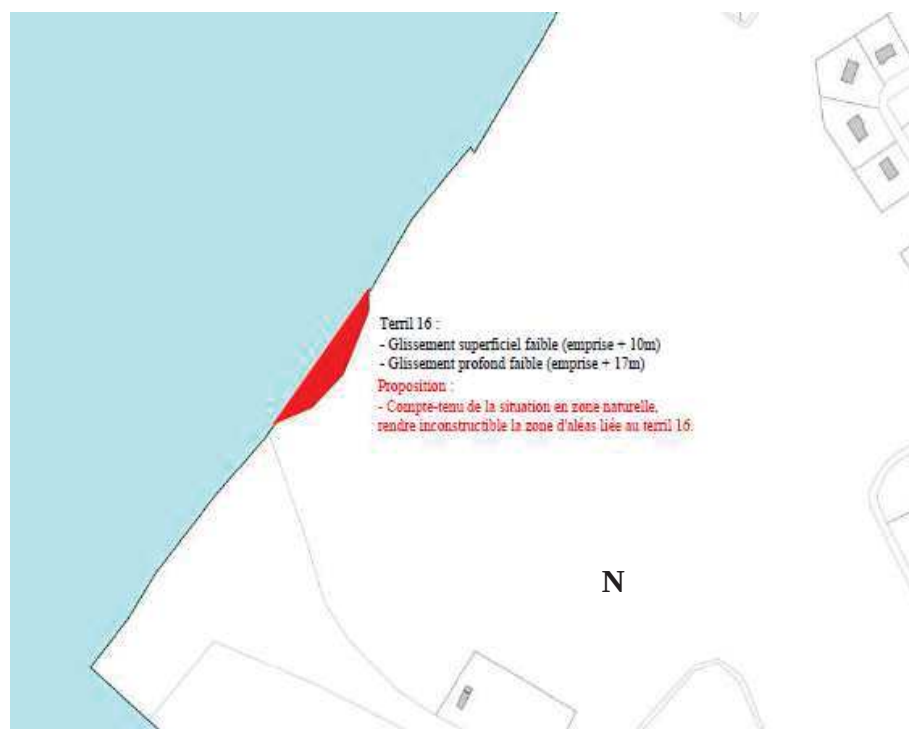 Terril 16 :
- Glissement superficiel faible (emprise + 10m)
- Glissement profond faible (emprise + 17m)
Proposition :
- Compte-tenu de la situation en zone naturelle,
rendre inconstructible la zone d'aléas liée au terril 16.
N